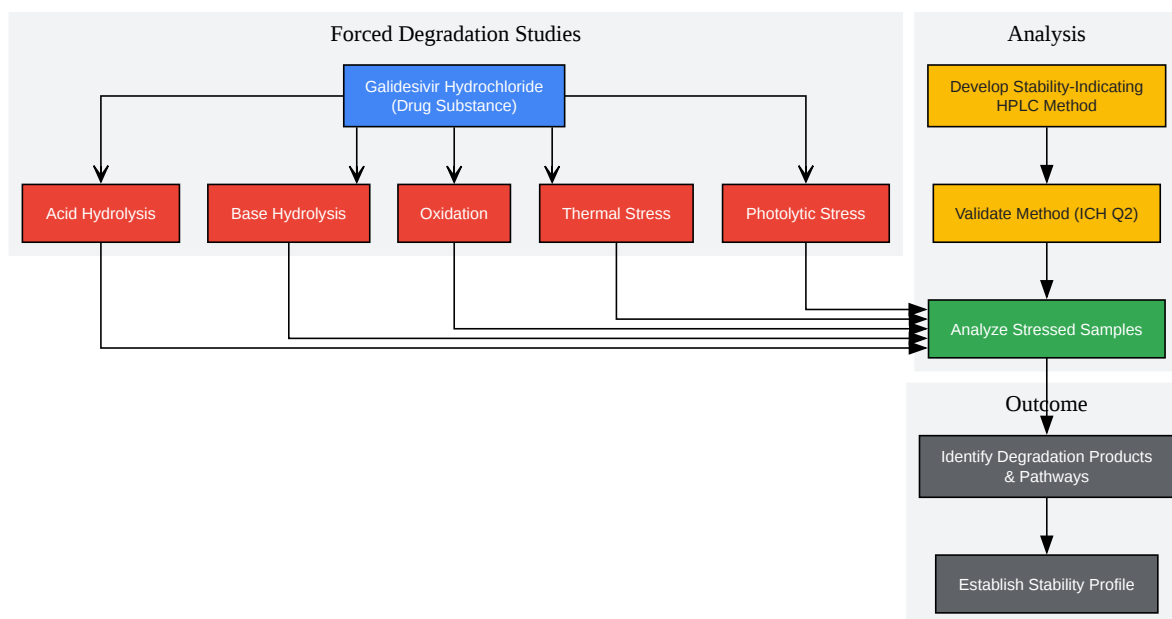 Forced Degradation Studies
Galidesivir Hydrochloride
(Drug Substance)
Acid Hydrolysis
Base Hydrolysis
Oxidation
Thermal Stress
Photolytic Stress
Analysis
Develop Stability-Indicating
HPLC Method
Validate Method (ICH Q2)
Analyze Stressed Samples
Outcome
Identify Degradation Products
& Pathways
Establish Stability Profile